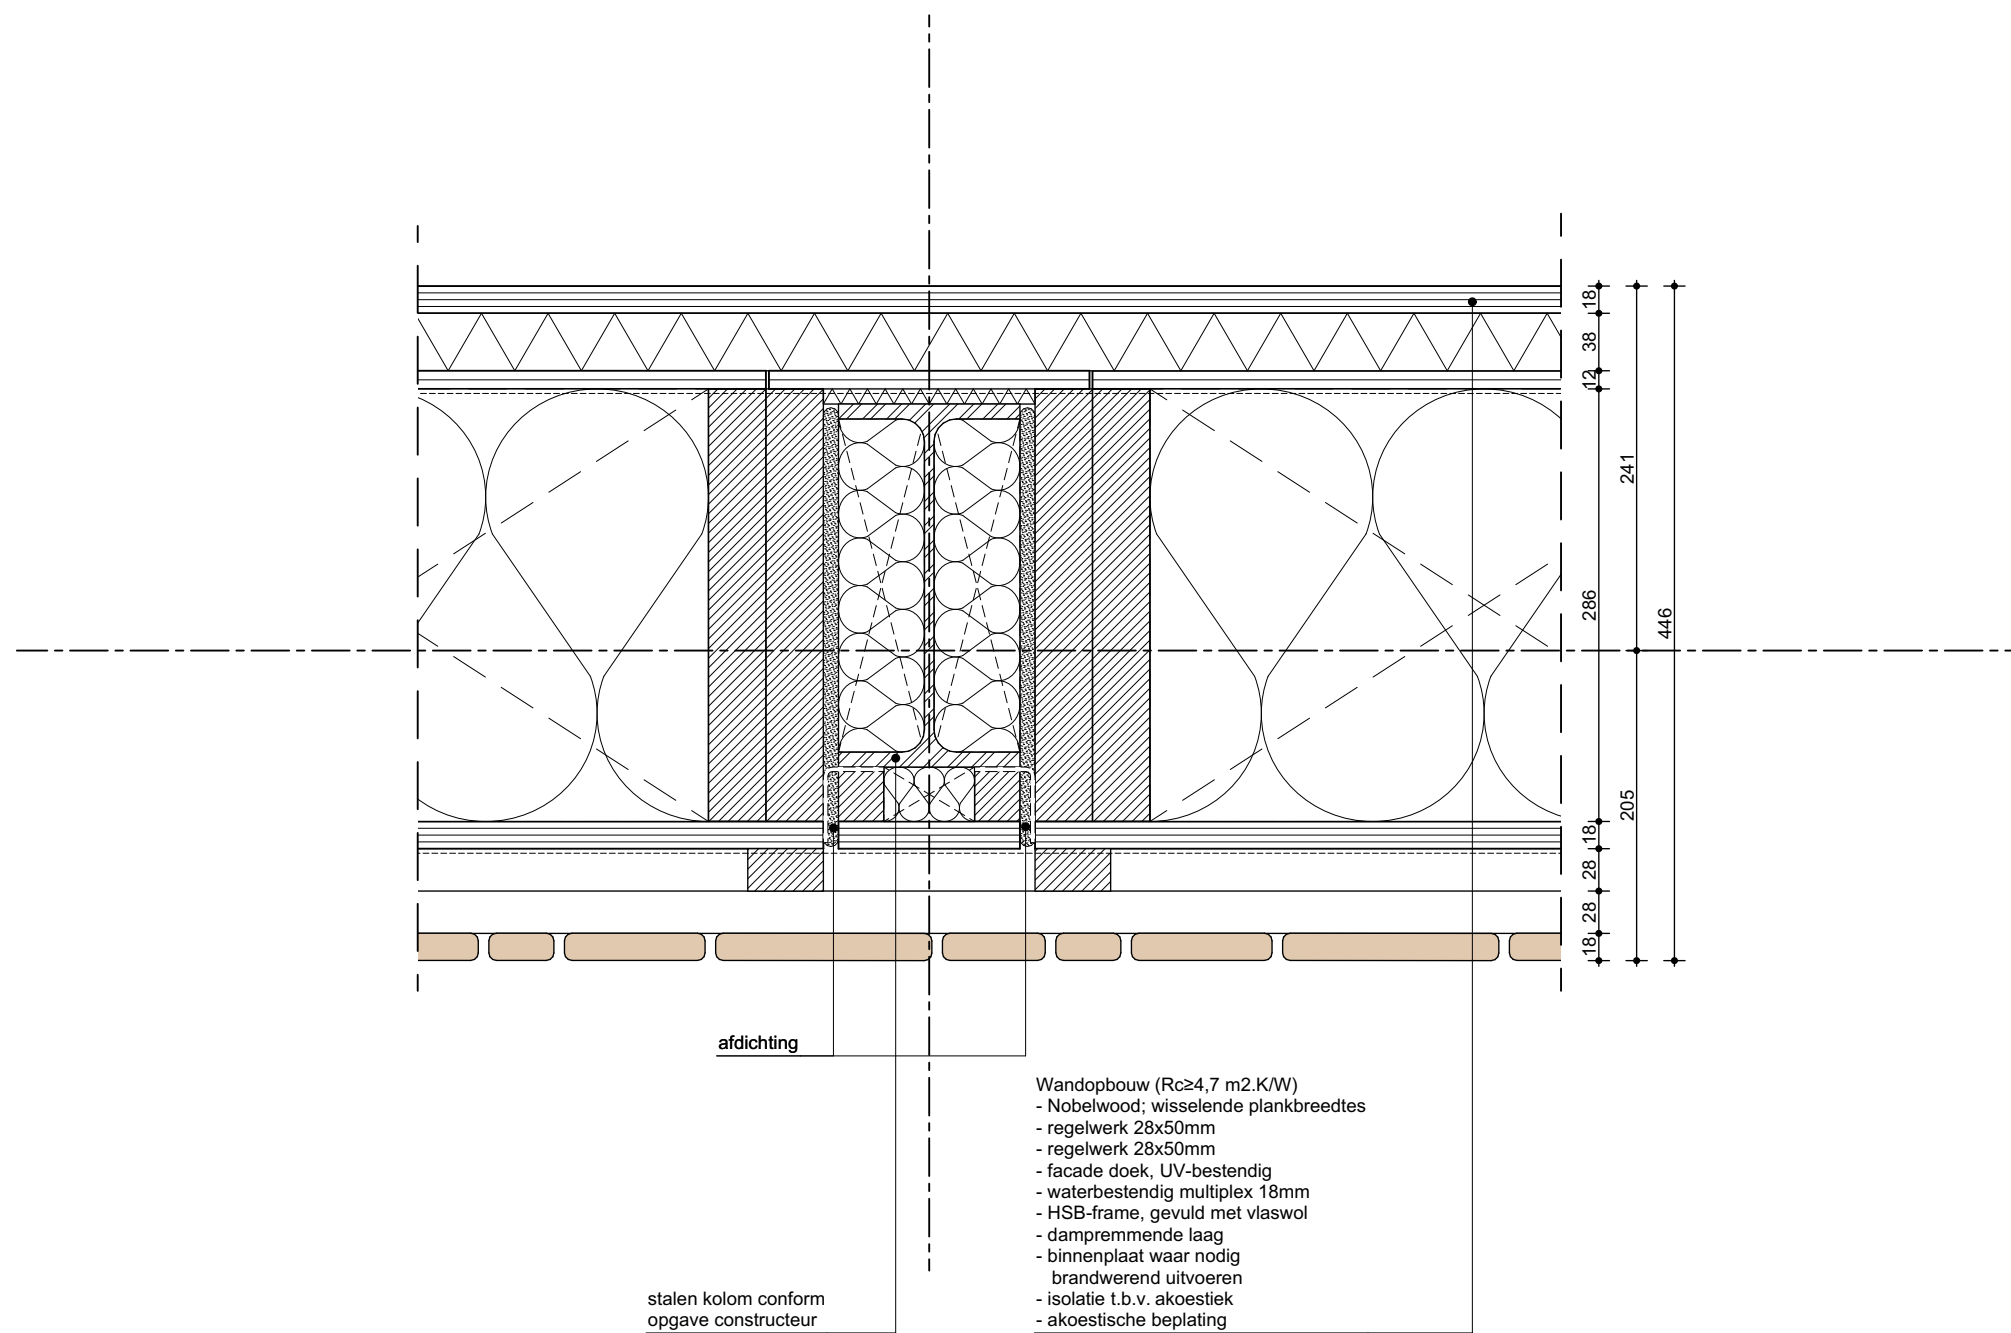 18
38
12
241
286
446
205
18
28
28
18
afdichting
Wandopbouw (Rc≥4,7 m2.K/W)
- Nobelwood; wisselende plankbreedtes
- regelwerk 28x50mm
- regelwerk 28x50mm
- facade doek, UV-bestendig
- waterbestendig multiplex 18mm
- HSB-frame, gevuld met vlaswol
- dampremmende laag
- binnenplaat waar nodig
brandwerend uitvoeren
- isolatie t.b.v. akoestiek
- akoestische beplating
stalen kolom conform
opgave constructeur